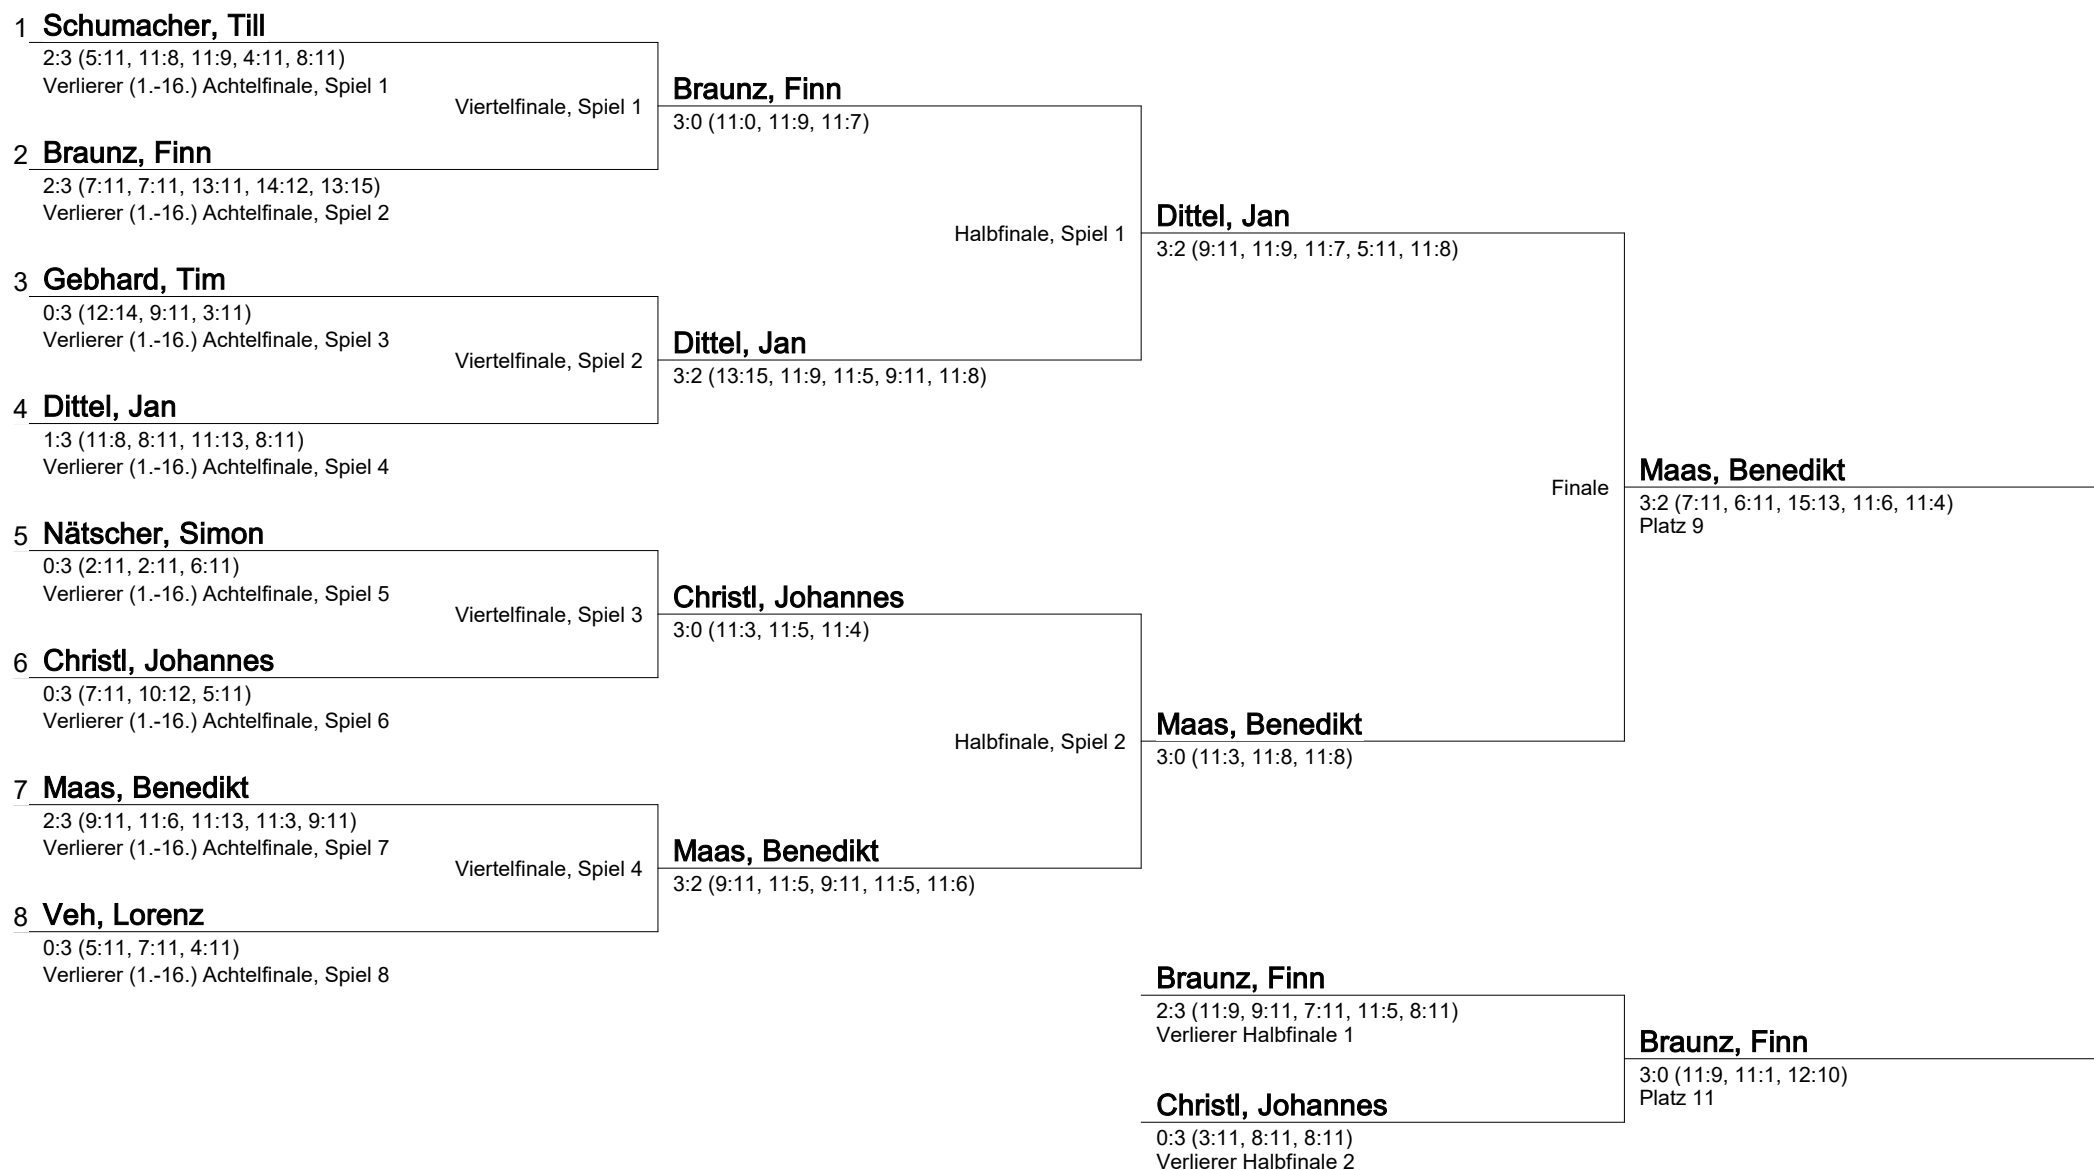 1 Schumacher, Till
2:3 (5:11, 11:8, 11:9, 4:11, 8:11)
Verlierer (1.-16.) Achtelfinale, Spiel 1
Viertelfinale, Spiel 1
Braunz, Finn
3:0 (11:0, 11:9, 11:7)
2 Braunz, Finn
2:3 (7:11, 7:11, 13:11, 14:12, 13:15)
Verlierer (1.-16.) Achtelfinale, Spiel 2
Halbfinale, Spiel 1
Dittel, Jan
3:2 (9:11, 11:9, 11:7, 5:11, 11:8)
3 Gebhard, Tim
0:3 (12:14, 9:11, 3:11)
Verlierer (1.-16.) Achtelfinale, Spiel 3
Viertelfinale, Spiel 2
Dittel, Jan
3:2 (13:15, 11:9, 11:5, 9:11, 11:8)
4 Dittel, Jan
1:3 (11:8, 8:11, 11:13, 8:11)
Verlierer (1.-16.) Achtelfinale, Spiel 4
Finale
Maas, Benedikt
3:2 (7:11, 6:11, 15:13, 11:6, 11:4)
Platz 9
5 Nätscher, Simon
0:3 (2:11, 2:11, 6:11)
Verlierer (1.-16.) Achtelfinale, Spiel 5
Viertelfinale, Spiel 3
Christl, Johannes
3:0 (11:3, 11:5, 11:4)
6 Christl, Johannes
0:3 (7:11, 10:12, 5:11)
Verlierer (1.-16.) Achtelfinale, Spiel 6
Halbfinale, Spiel 2
Maas, Benedikt
3:0 (11:3, 11:8, 11:8)
7 Maas, Benedikt
2:3 (9:11, 11:6, 11:13, 11:3, 9:11)
Verlierer (1.-16.) Achtelfinale, Spiel 7
Viertelfinale, Spiel 4
Maas, Benedikt
3:2 (9:11, 11:5, 9:11, 11:5, 11:6)
8 Veh, Lorenz
0:3 (5:11, 7:11, 4:11)
Verlierer (1.-16.) Achtelfinale, Spiel 8
Braunz, Finn
2:3 (11:9, 9:11, 7:11, 11:5, 8:11)
Verlierer Halbfinale 1
Braunz, Finn
3:0 (11:9, 11:1, 12:10)
Platz 11
Christl, Johannes
0:3 (3:11, 8:11, 8:11)
Verlierer Halbfinale 2